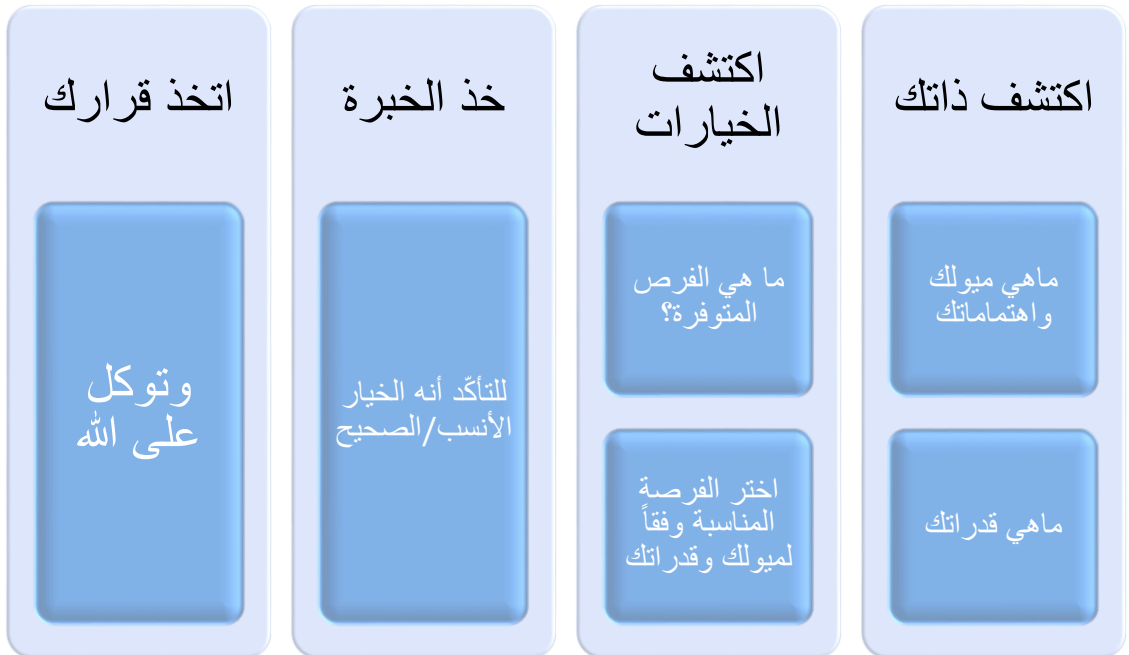 اكتشف ذاتك
ماهي ميولك
واهتماماتك
ماهي قدراتك
اكتشف
الخيارات
ما هي الفرص
المتوفرة؟
اختر الفرصة
المناسبة وفقاً
لميولك وقدراتك
خذ الخبرة
للتأكّد أنه الخيار
الأنسب/الصحيح
اتخذ قرارك
وتوكل
على الله